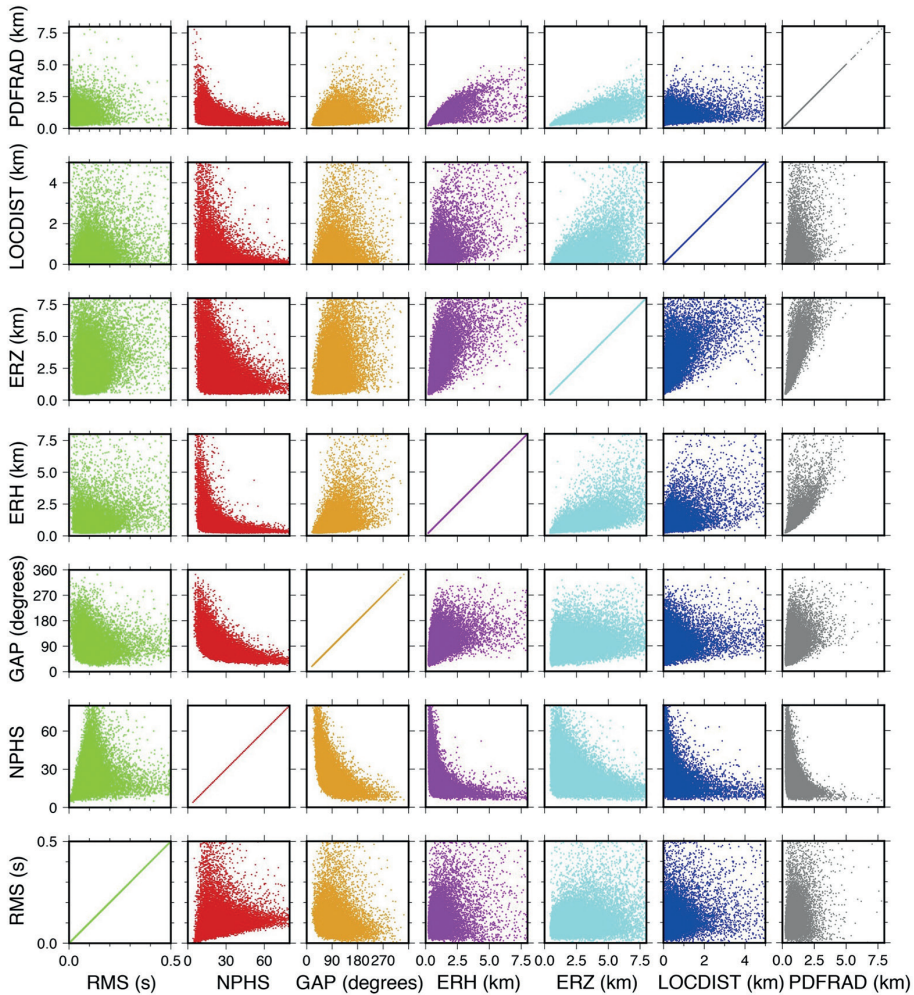 PDFRAD (km)
7.5
5.0
2.5
0.0
LOCDIST (km)
4
2
0
ERZ (km)
7.5
5.0
2.5
0.0
ERH (km)
7.5
5.0
2.5
0.0
GAP (degrees)
360
270
180
90
0
NPHS
60
30
0
RMS (s)
0.5
0.0
0.0 0.5 0 30 60 0 90 180 270 0.0 2.5 5.0 7.5 0.0 2.5 5.0 7.5 0 2 4 0.0 2.5 5.0 7.5
RMS (s) NPHS GAP (degrees) ERH (km) ERZ (km) LOCDIST (km) PDFRAD (km)